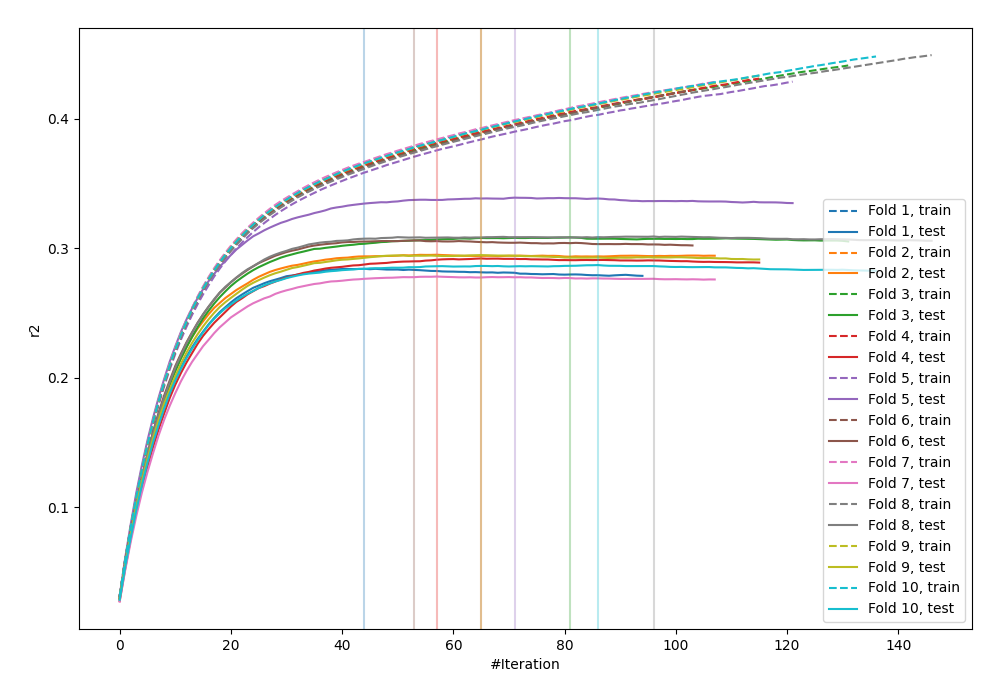 0.4
0.3
0.2
0.1
r2
0 20 40 60 80 100 120 140
#Iteration
Fold 1, train
Fold 1, test
Fold 2, train
Fold 2, test
Fold 3, train
Fold 3, test
Fold 4, train
Fold 4, test
Fold 5, train
Fold 5, test
Fold 6, train
Fold 6, test
Fold 7, train
Fold 7, test
Fold 8, train
Fold 8, test
Fold 9, train
Fold 9, test
Fold 10, train
Fold 10, test